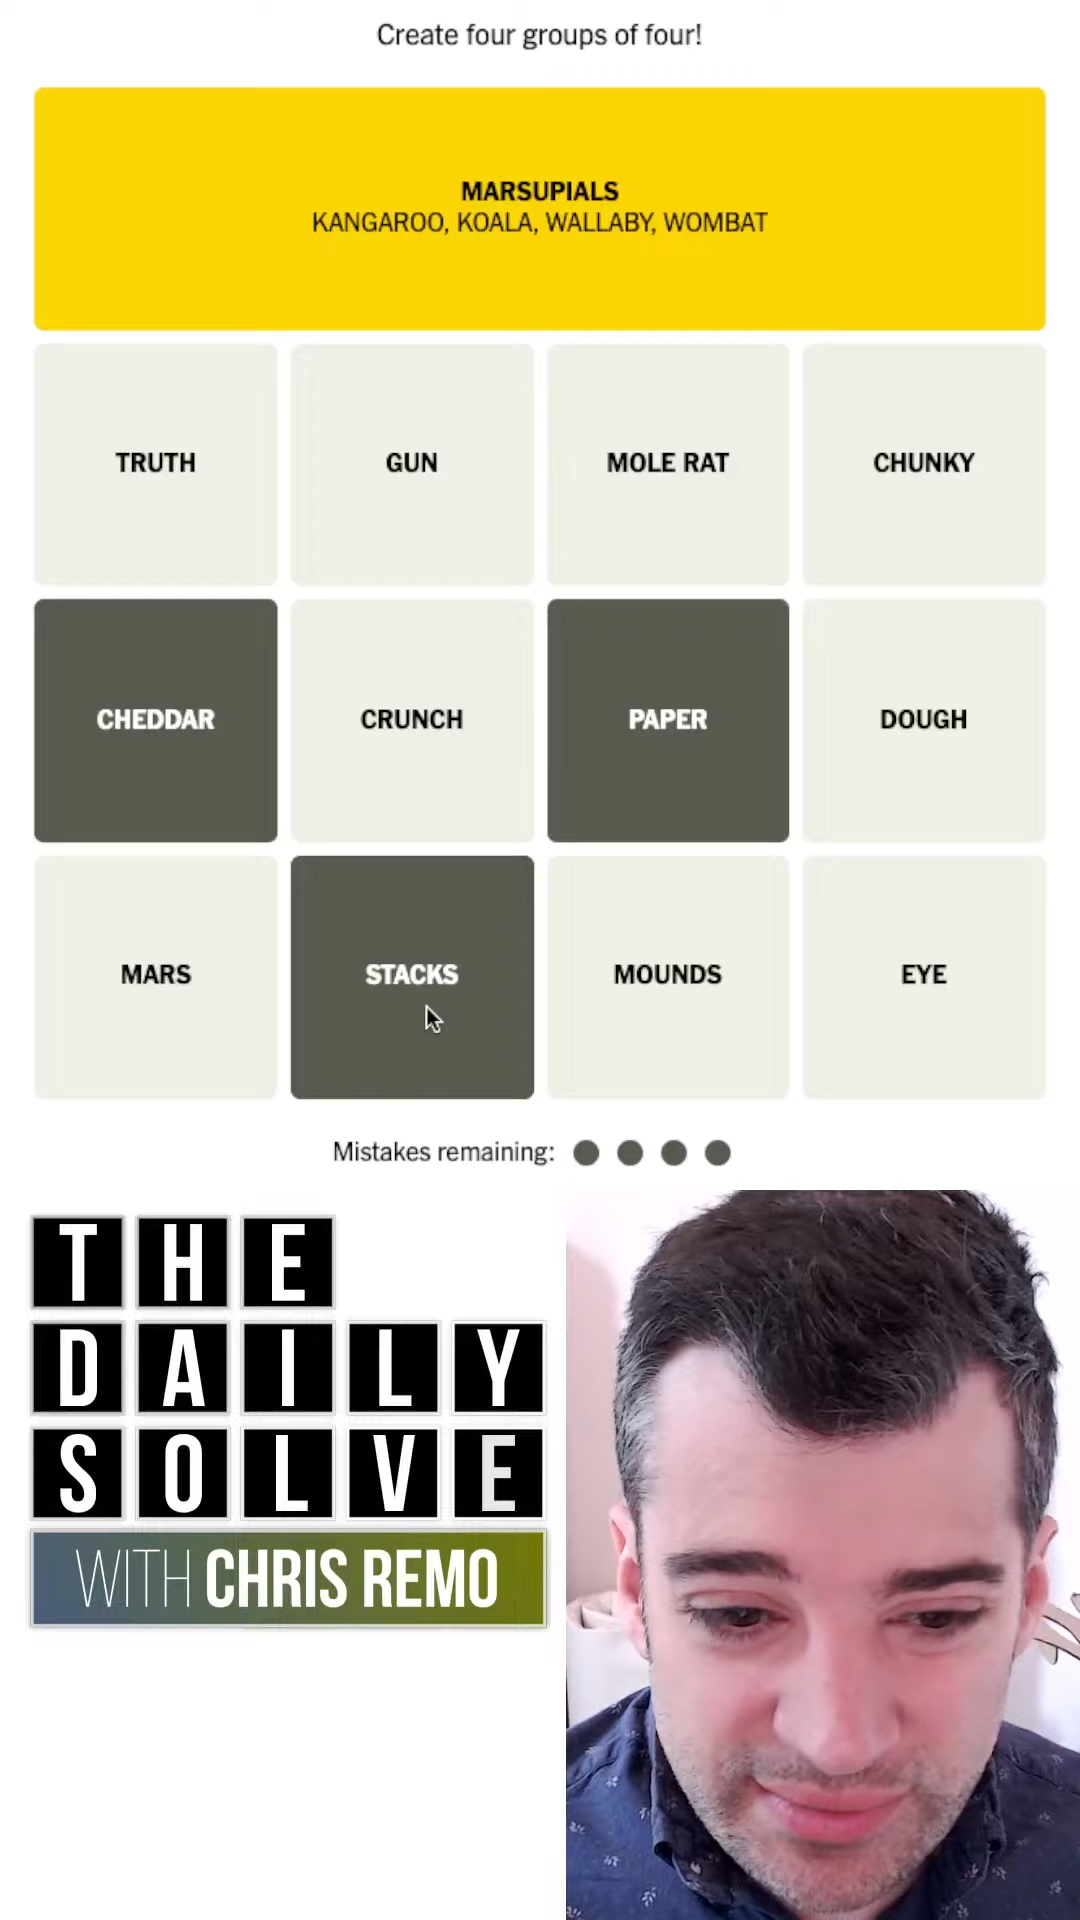 Create four groups of four!
MARSUPIALS
KANGAROO, KOALA, WALLABY, WOMBAT
TRUTH GUN MOLE RAT CHUNKY
CHEDDAR CRUNCH PAPER DOUGH
MARS STACKS MOUNDS EYE
Mistakes remaining:
THE
DAILY
SOLVE
WITH CHRIS REMO